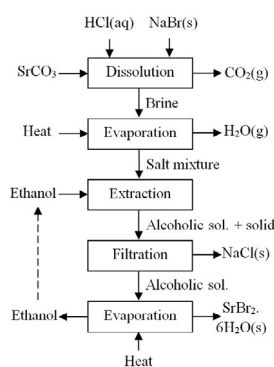 HCl(aq) NaBr(s)
SrCO3 Dissolution CO2(g)
Brine
Heat Evaporation H2O(g)
Salt mixture
Ethanol Extraction
Alcoholic sol. + solid
Filtration NaCl(s)
Alcoholic sol.
Ethanol Evaporation SrBr2.
6H2O(s)
Heat